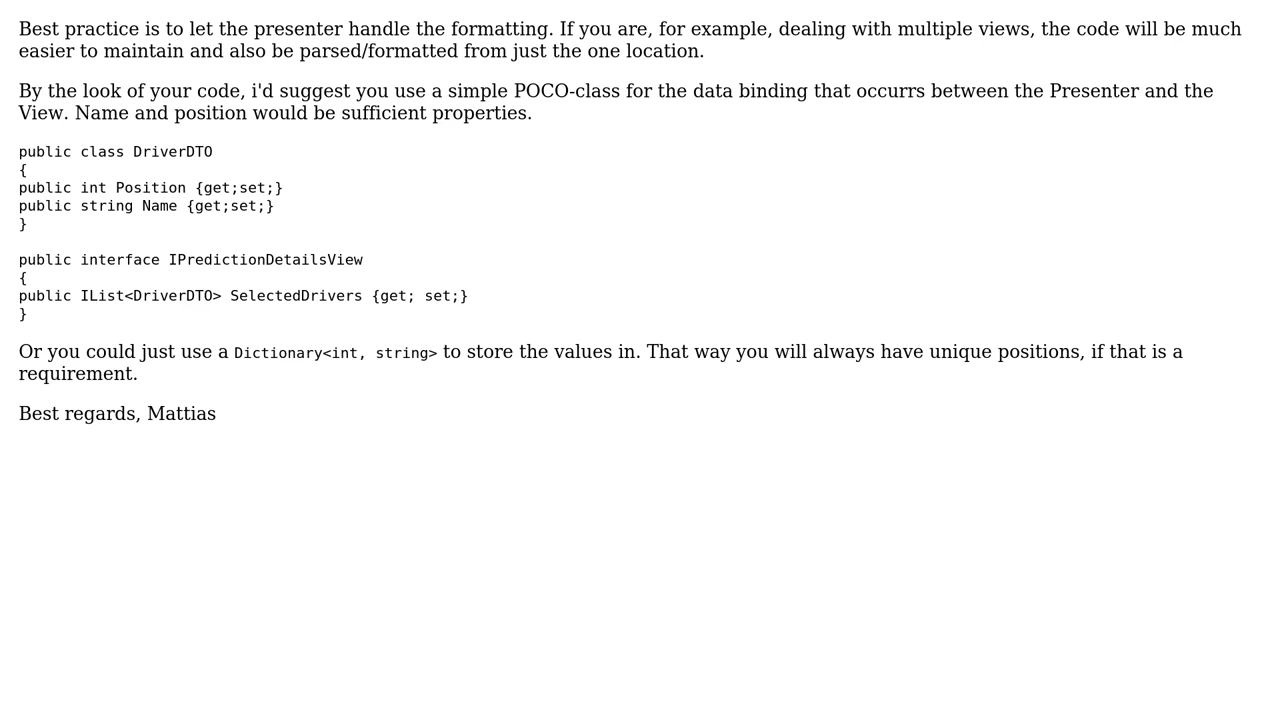 Best practice is to let the presenter handle the formatting. If you are, for example, dealing with multiple views, the code will be much
easier to maintain and also be parsed/formatted from just the one location.
By the look of your code, i'd suggest you use a simple POCO-class for the data binding that occurrs between the Presenter and the
View. Name and position would be sufficient properties.
public class DriverDTO
{
public int Position {get;set;}
public string Name {get;set;}
}
public interface IPredictionDetailsView
{
public IList<DriverDTO> SelectedDrivers {get; set;}
}
Or you could just use a Dictionary<int, string> to store the values in. That way you will always have unique positions, if that is a
requirement.
Best regards, Mattias